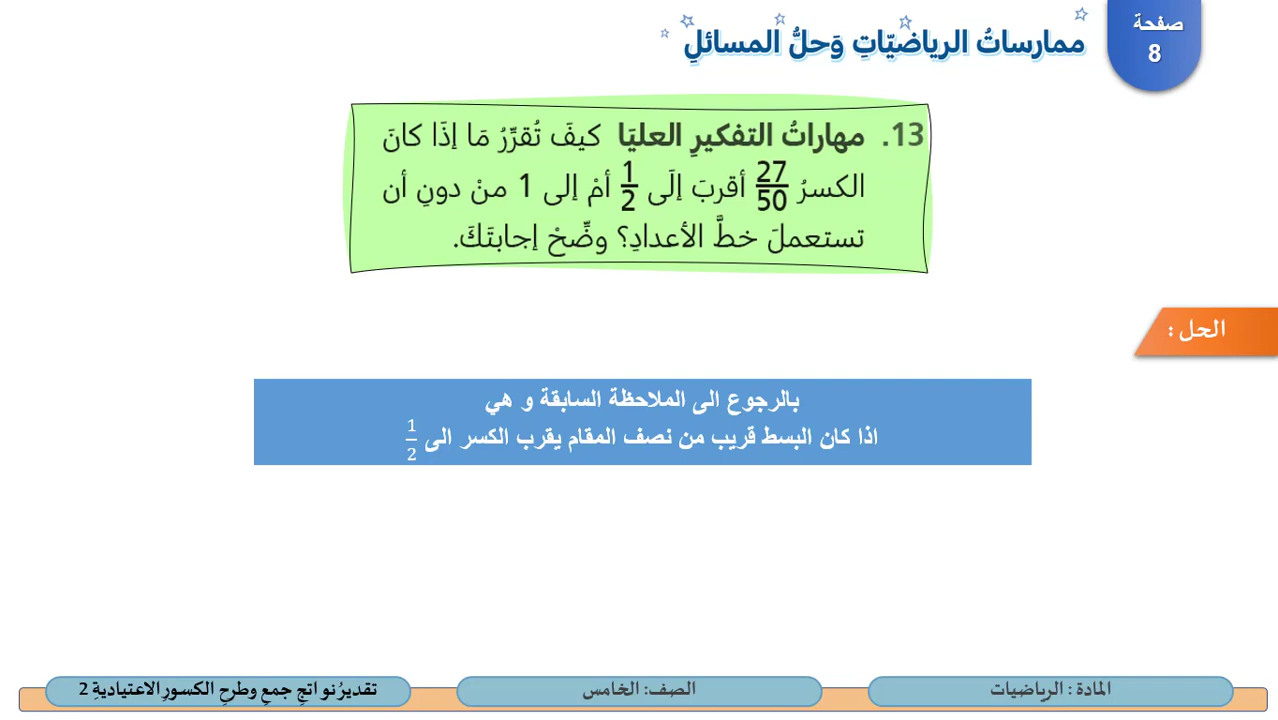 صفحة
8
ممارساتُ الرياضيّاتِ وَحلُّ المسائلِ
13. مهاراتُ التفكيرِ العليَا كيفَ تُقرِّرُ مَا إذَا كانَ
الكسرُ 27/50 أقربَ إلَى 1/2 أمْ إلى 1 منْ دونِ أن
تستعملَ خطَّ الأعدادِ؟ وضِّحْ إجابتَكَ.
الحل :
بالرجوع الى الملاحظة السابقة و هي
اذا كان البسط قريب من نصف المقام يقرب الكسر الى 1/2
المادة : الرياضيات
الصف: الخامس
تقديرُ نواتجِ جمعِ وطرحِ الكسورِ الاعتياديةِ 2